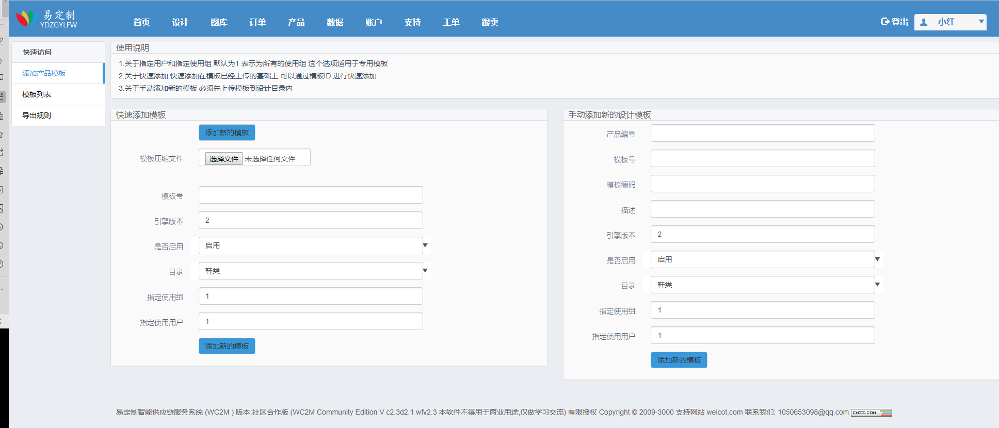 易定制
YDZGYLFW
首页 设计 图库 订单 产品 数据 账户 支持 工单 跟卖
登出 小红
快速访问
添加产品模板
模板列表
导出规则
使用说明
1.关于指定用户和指定使用组 默认为1 表示为所有的使用组 这个选项适用于专用模板
2.关于快速添加 快速添加在模板已经上传的基础上 可以通过模板ID 进行快速添加
3.关于手动添加新的模板 必须先上传模板到设计目录内
快速添加模板
添加新的模板
模板压缩文件 选择文件 未选择任何文件
模板号
引擎版本 2
是否启用 启用
目录 鞋类
指定使用组 1
指定使用用户 1
添加新的模板
手动添加新的设计模板
产品编号
模板号
模板编码
描述
引擎版本 2
是否启用 启用
目录 鞋类
指定使用组 1
指定使用用户 1
添加新的模板
易定制智能供应链服务系统 (WC2M ) 版本:社区合作版 (WC2M Community Edition V c2.3d2.1 wfv2.3 本软件不得用于商业用途,仅做学习交流) 有限授权 Copyright © 2009-3000 支持网站 weicot.com 联系我们: 1050653098@qq.com CNZZ.COM